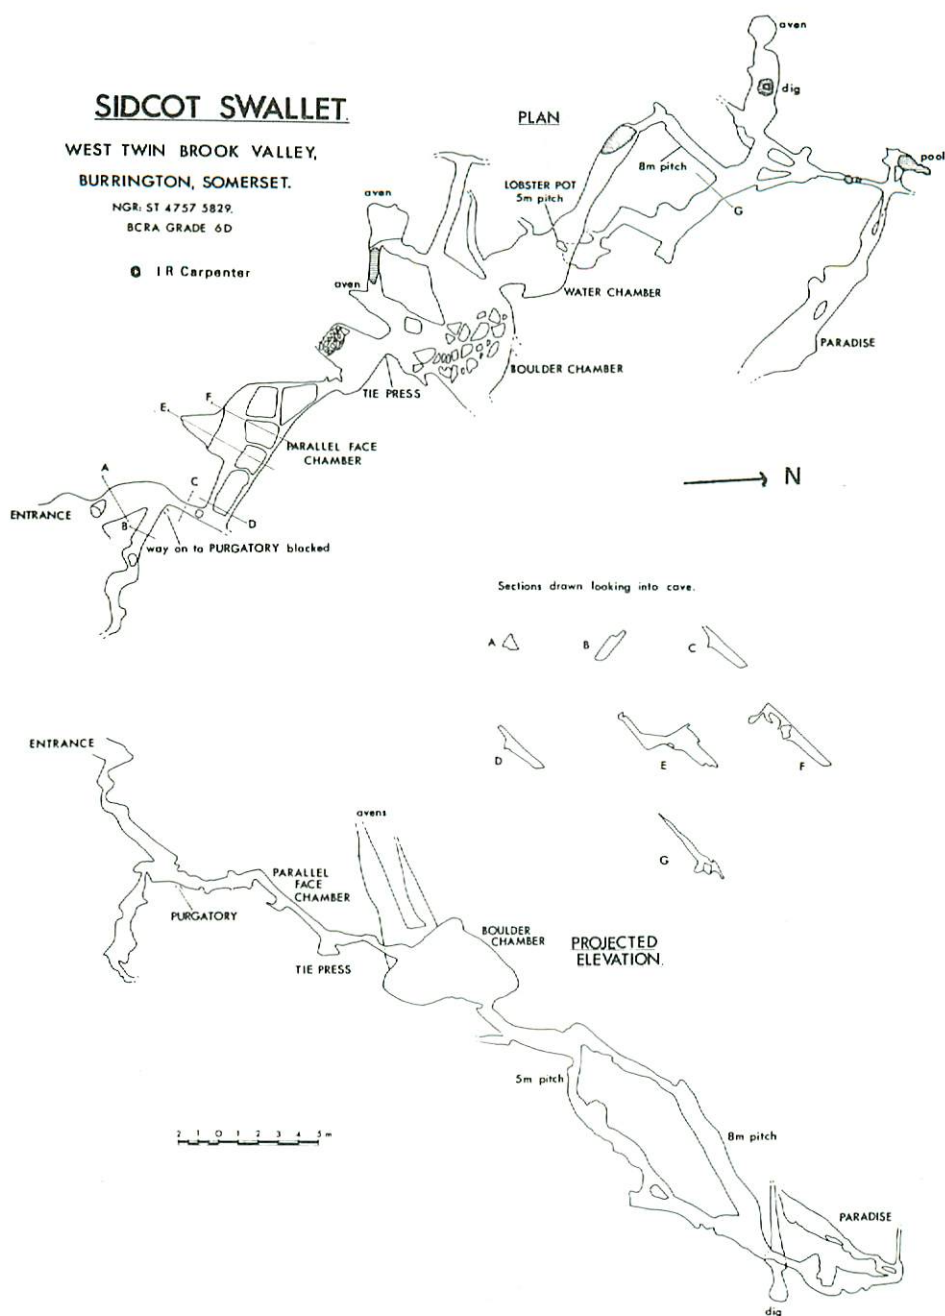 SIDCOT SWALLET.
WEST TWIN BROOK VALLEY,
BURRINGTON, SOMERSET.
NGR: ST 4757 5829.
BCRA GRADE 6D
© I R Carpenter
PLAN
aven
dig
pool
8m pitch
G
LOBSTER POT
5m pitch
aven
aven
WATER CHAMBER
PARADISE
BOULDER CHAMBER
TIE PRESS
F.
E.
PARALLEL FACE
CHAMBER
A
C
ENTRANCE
B
D
way on to PURGATORY blocked
N
Sections drawn looking into cave.
A
B
C
D
E
F
G
ENTRANCE
avens
PARALLEL
FACE
CHAMBER
PURGATORY
BOULDER
CHAMBER
TIE PRESS
PROJECTED
ELEVATION.
5m pitch
8m pitch
2 1 0 1 2 3 4 5 m
PARADISE
dig